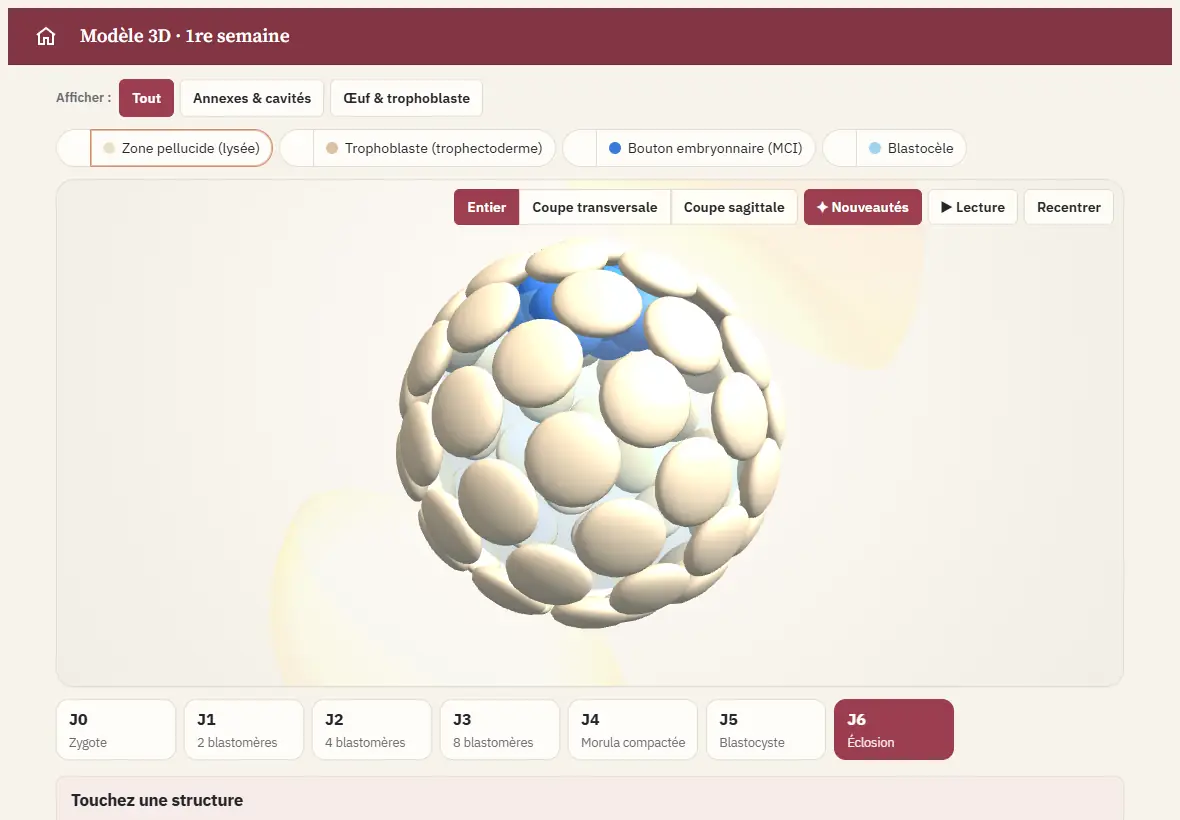 Modèle 3D · 1re semaine
Afficher :
Tout
Annexes & cavités
Œuf & trophoblaste
Zone pellucide (lysée)
Trophoblaste (trophectoderme)
Bouton embryonnaire (MCI)
Blastocèle
Entier
Coupe transversale
Coupe sagittale
✦ Nouveautés
▶ Lecture
Recentrer
J0
Zygote
J1
2 blastomères
J2
4 blastomères
J3
8 blastomères
J4
Morula compactée
J5
Blastocyste
J6
Éclosion
Touchez une structure